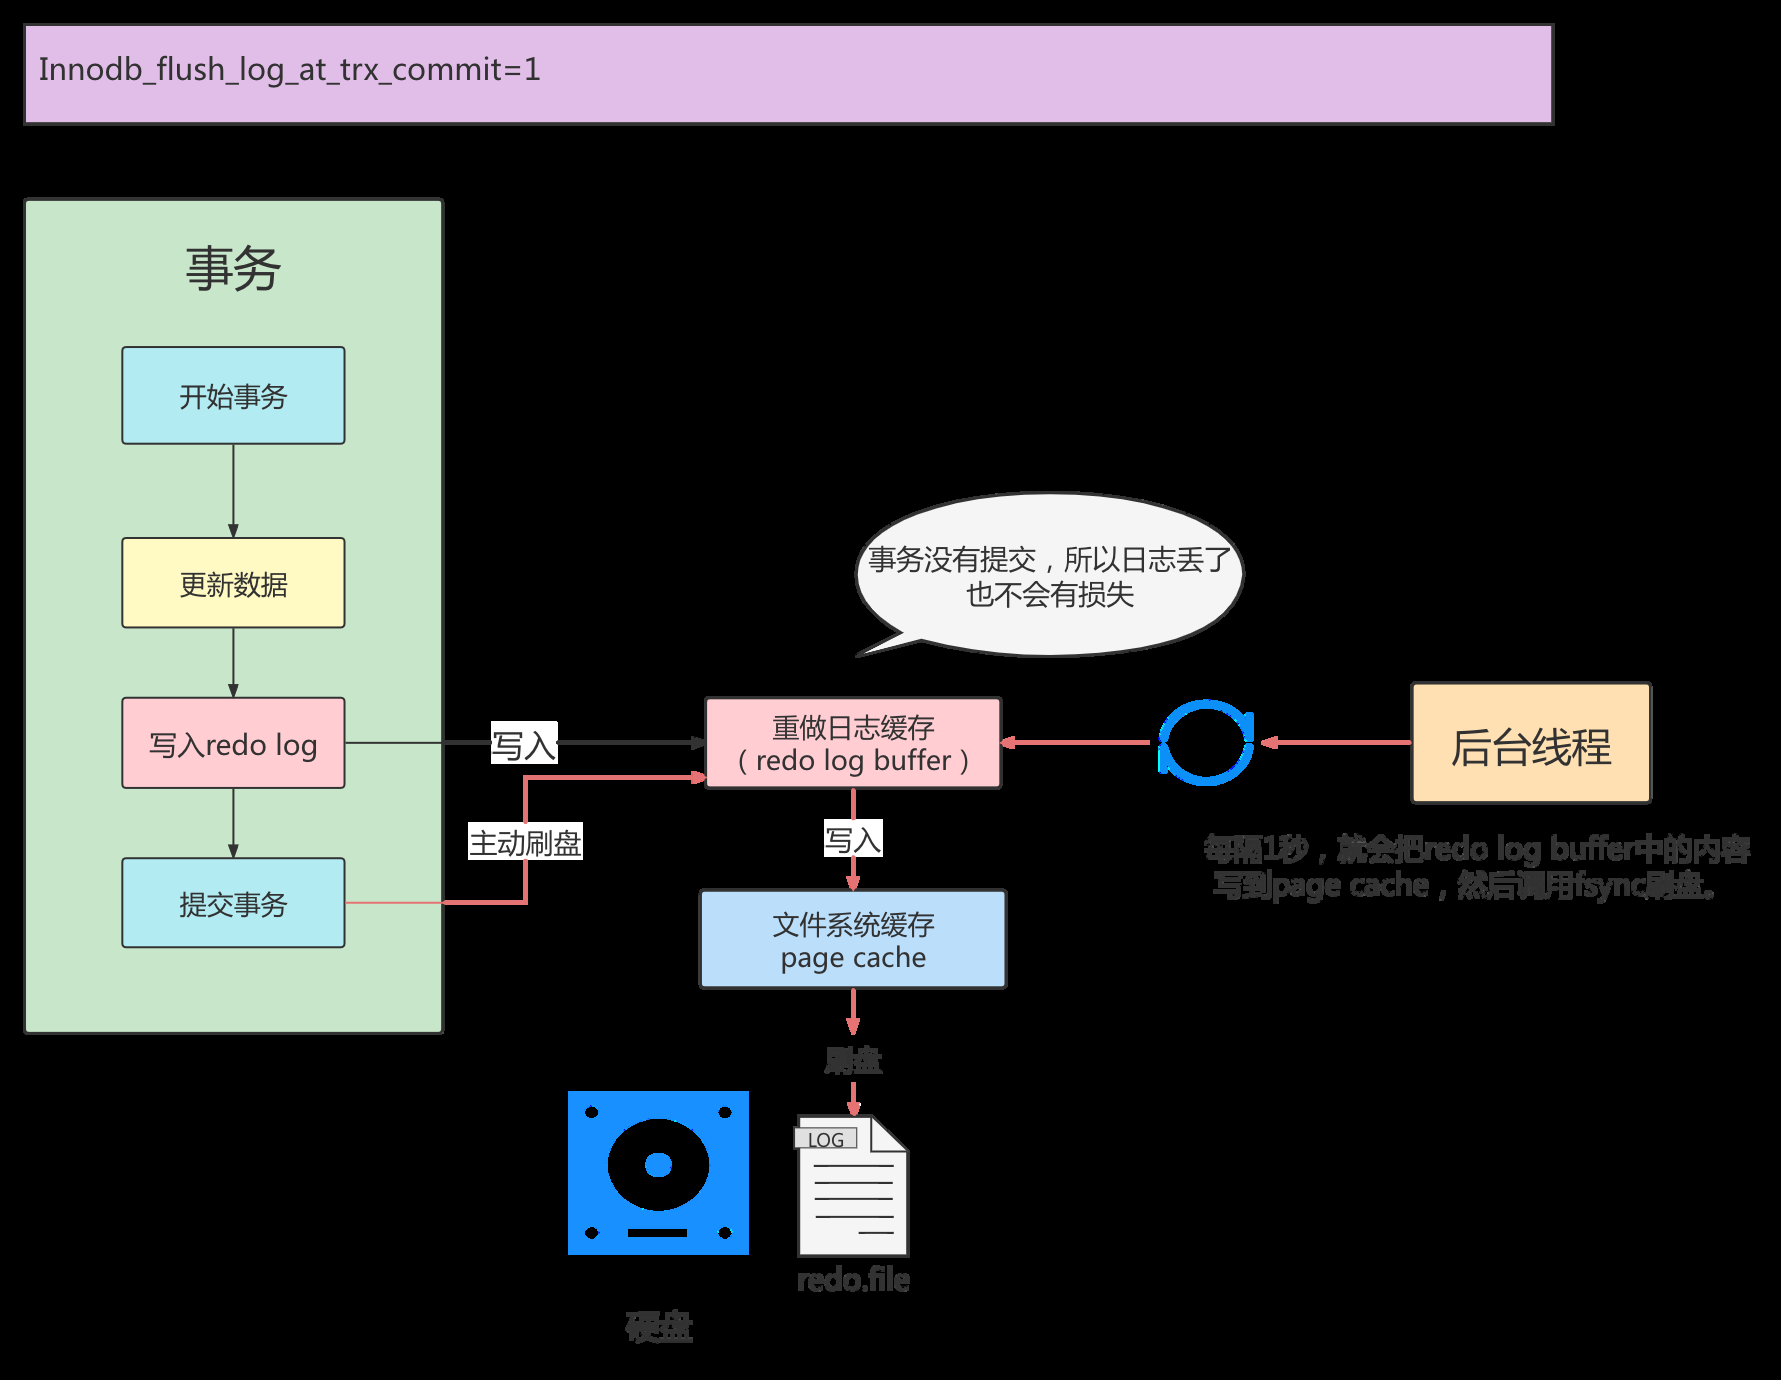 Innodb_flush_log_at_trx_commit=1
事务
开始事务
更新数据
写入redo log
提交事务
写入
主动刷盘
事务没有提交，所以日志丢了
也不会有损失
重做日志缓存
（redo log buffer）
写入
文件系统缓存
page cache
刷盘
LOG
redo.file
硬盘
后台线程
每隔1秒，就会把redo log buffer中的内容
写到page cache，然后调用fsync刷盘。